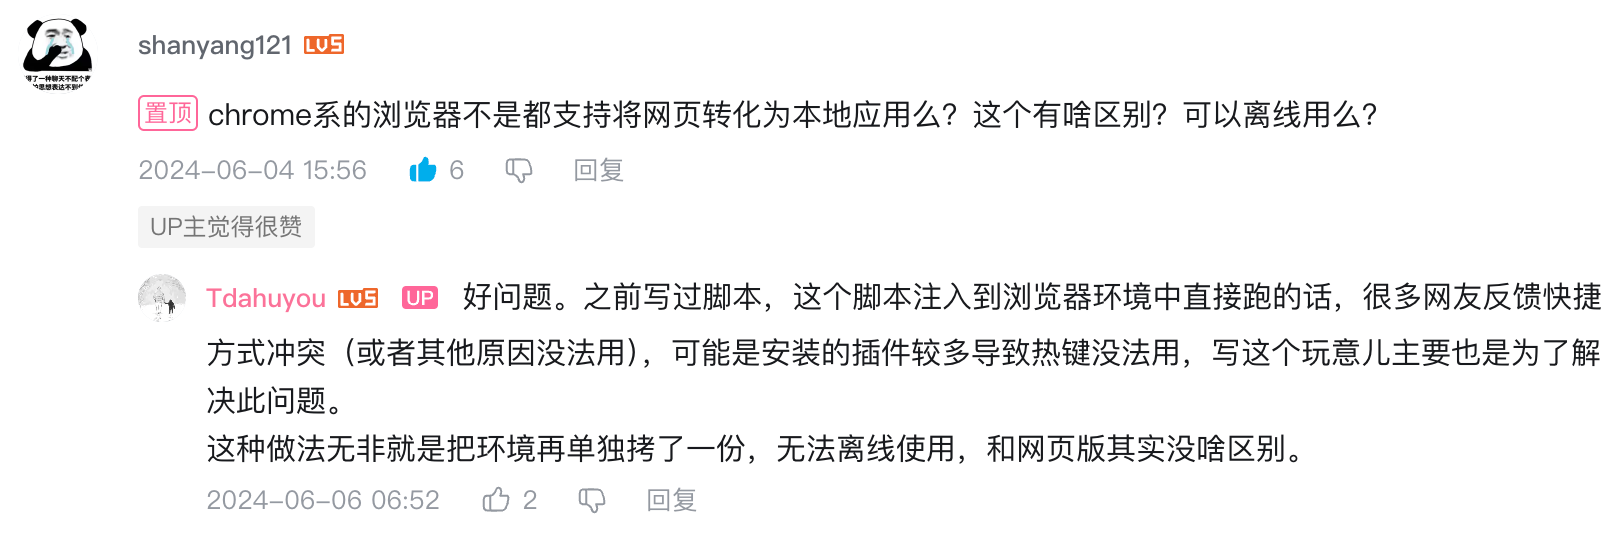 shanyang121 LV5
置顶 chrome系的浏览器不是都支持将网页转化为本地应用么？这个有啥区别？可以离线用么？
2024-06-04 15:56 6 回复
UP主觉得很赞
Tdahuyou LV5 UP 好问题。之前写过脚本，这个脚本注入到浏览器环境中直接跑的话，很多网友反馈快捷
方式冲突（或者其他原因没法用），可能是安装的插件较多导致热键没法用，写这个玩意儿主要也是为了解
决此问题。
这种做法无非就是把环境再单独拷了一份，无法离线使用，和网页版其实没啥区别。
2024-06-06 06:52 2 回复